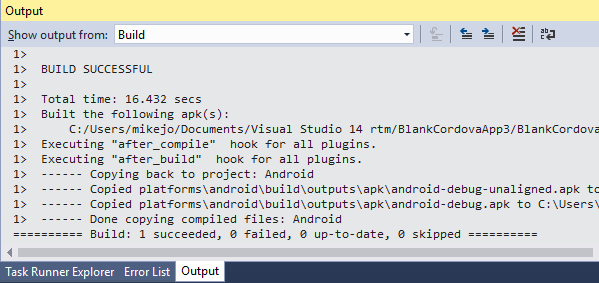 Output
Show output from: Build
1>
1> BUILD SUCCESSFUL
1>
1> Total time: 16.432 secs
1> Built the following apk(s):
1> C:/Users/mikejo/Documents/Visual Studio 14 rtm/BlankCordovaApp3/BlankCordova
1> Executing "after_compile"  hook for all plugins.
1> Executing "after_build"  hook for all plugins.
1> ------ Copying back to project: Android
1> ------ Copied platforms\android\build\outputs\apk\android-debug-unaligned.apk to
1> ------ Copied platforms\android\build\outputs\apk\android-debug.apk to C:\Users\
1> ------ Done copying compiled files: Android
========== Build: 1 succeeded, 0 failed, 0 up-to-date, 0 skipped ==========
Task Runner Explorer Error List Output